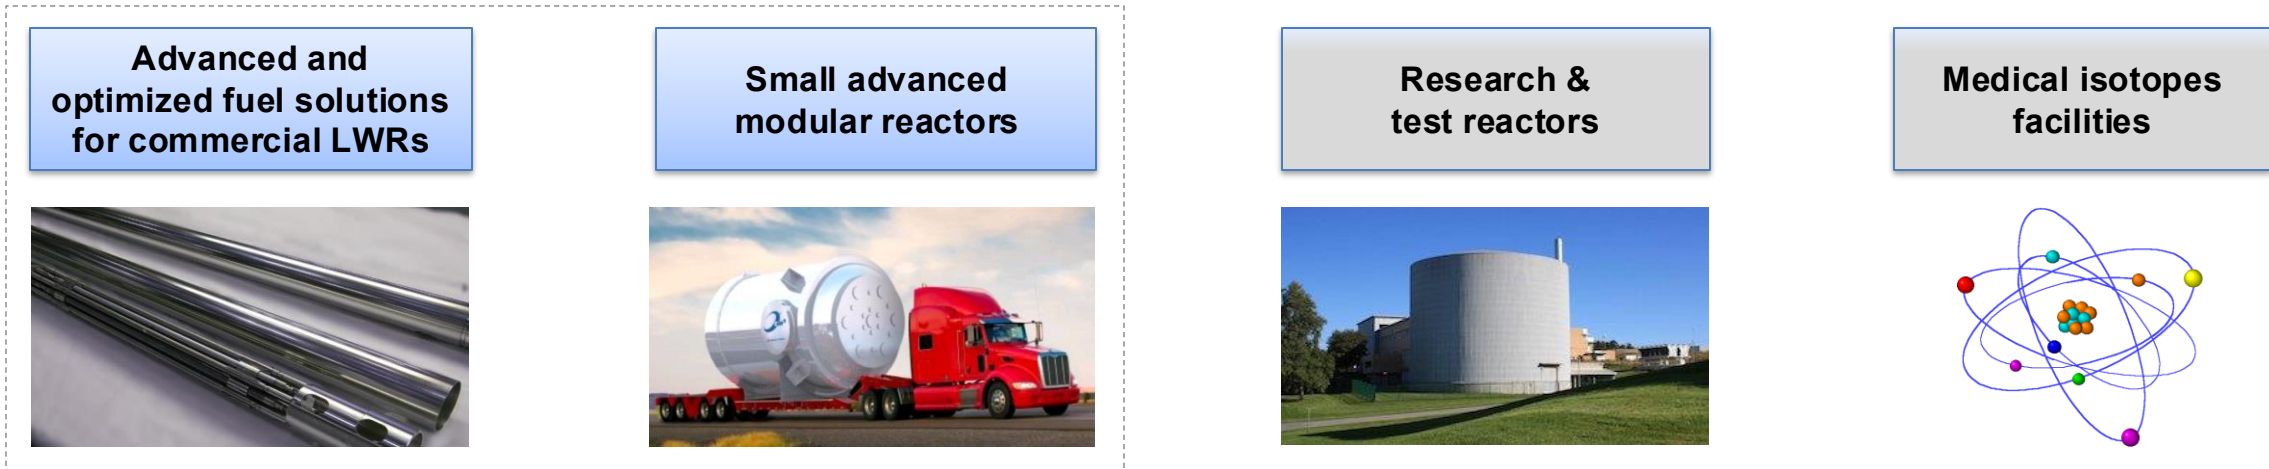 Advanced and
optimized fuel solutions
for commercial LWRs
Small advanced
modular reactors
Research &
test reactors
Medical isotopes
facilities